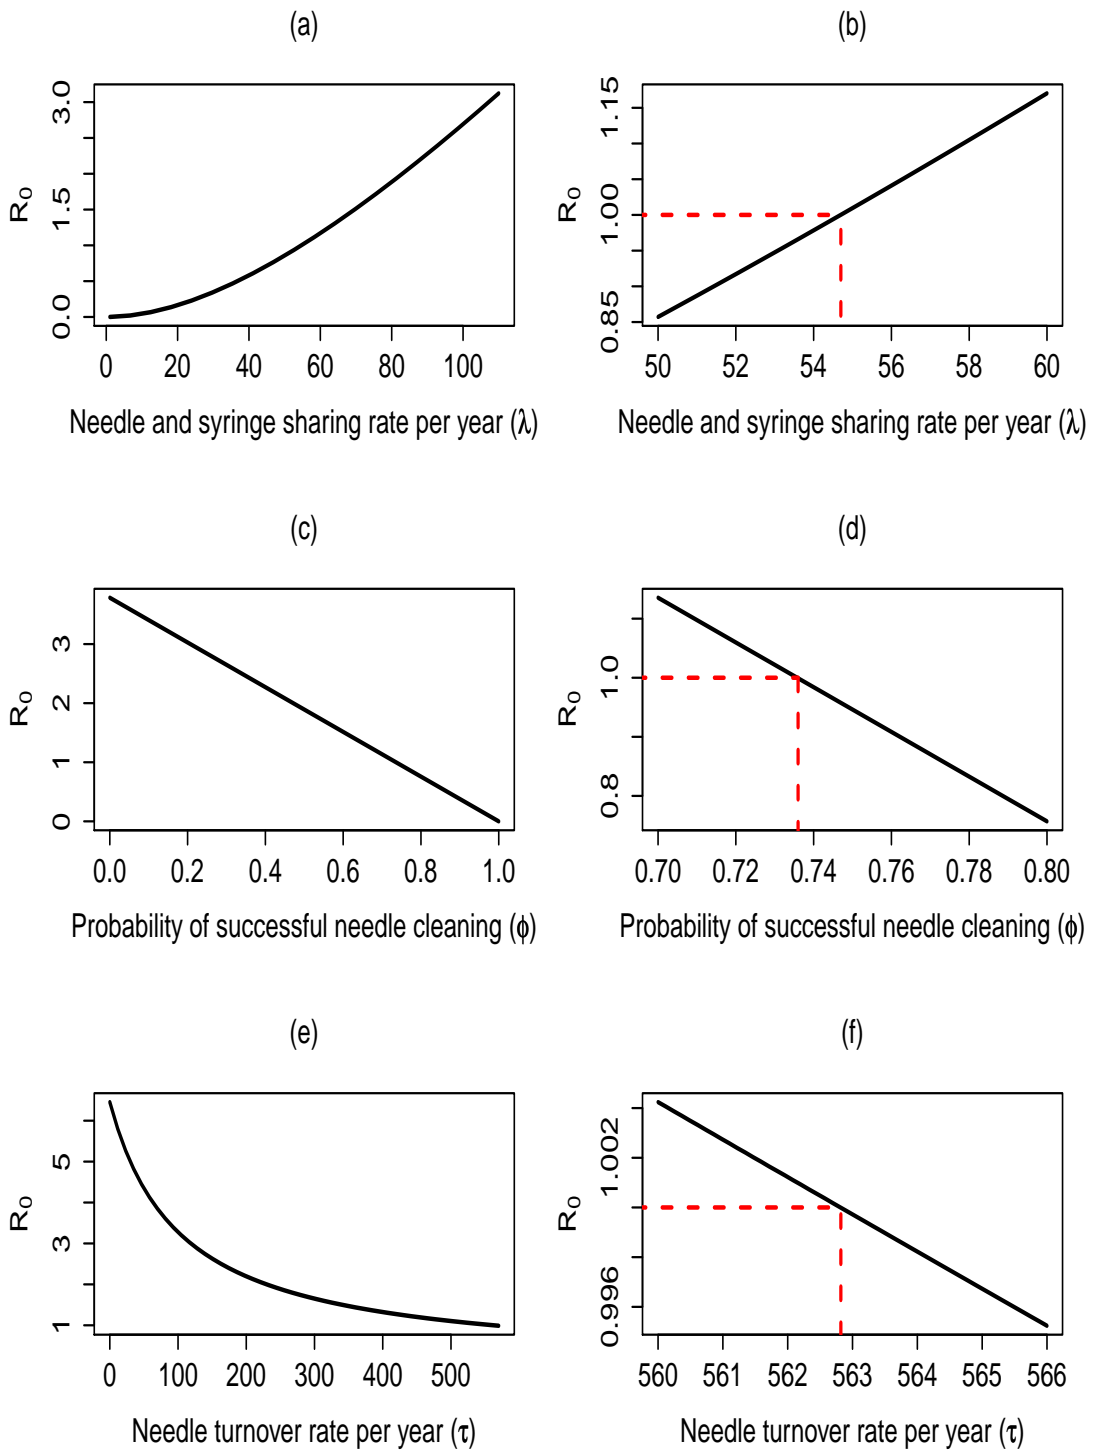 (a)
R0
0.0 1.5 3.0
0 20 40 60 80 100
Needle and syringe sharing rate per year (λ)
(b)
R0
0.85 1.00 1.15
50 52 54 56 58 60
Needle and syringe sharing rate per year (λ)
(c)
R0
0 1 2 3
0.0 0.2 0.4 0.6 0.8 1.0
Probability of successful needle cleaning (ϕ)
(d)
R0
0.8 1.0
0.70 0.72 0.74 0.76 0.78 0.80
Probability of successful needle cleaning (ϕ)
(e)
R0
1 3 5
0 100 200 300 400 500
Needle turnover rate per year (τ)
(f)
R0
0.996 1.002
560 561 562 563 564 565 566
Needle turnover rate per year (τ)